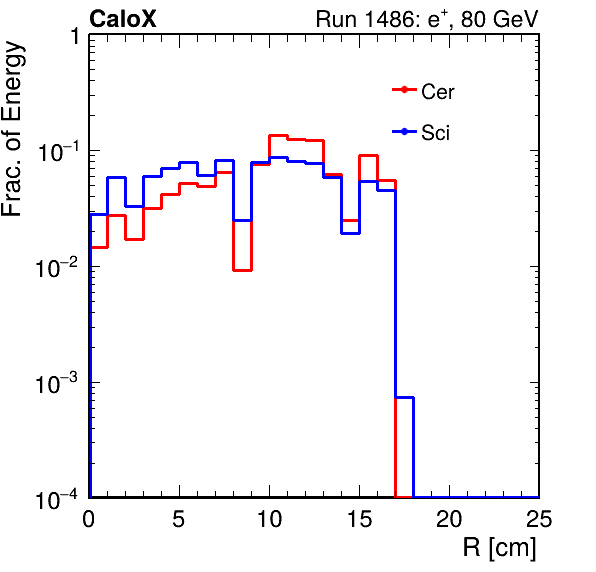 CaloX Run 1486: e⁺, 80 GeV
Frac. of Energy
1
10⁻¹
10⁻²
10⁻³
10⁻⁴
Cer
Sci
0 5 10 15 20 25
R [cm]